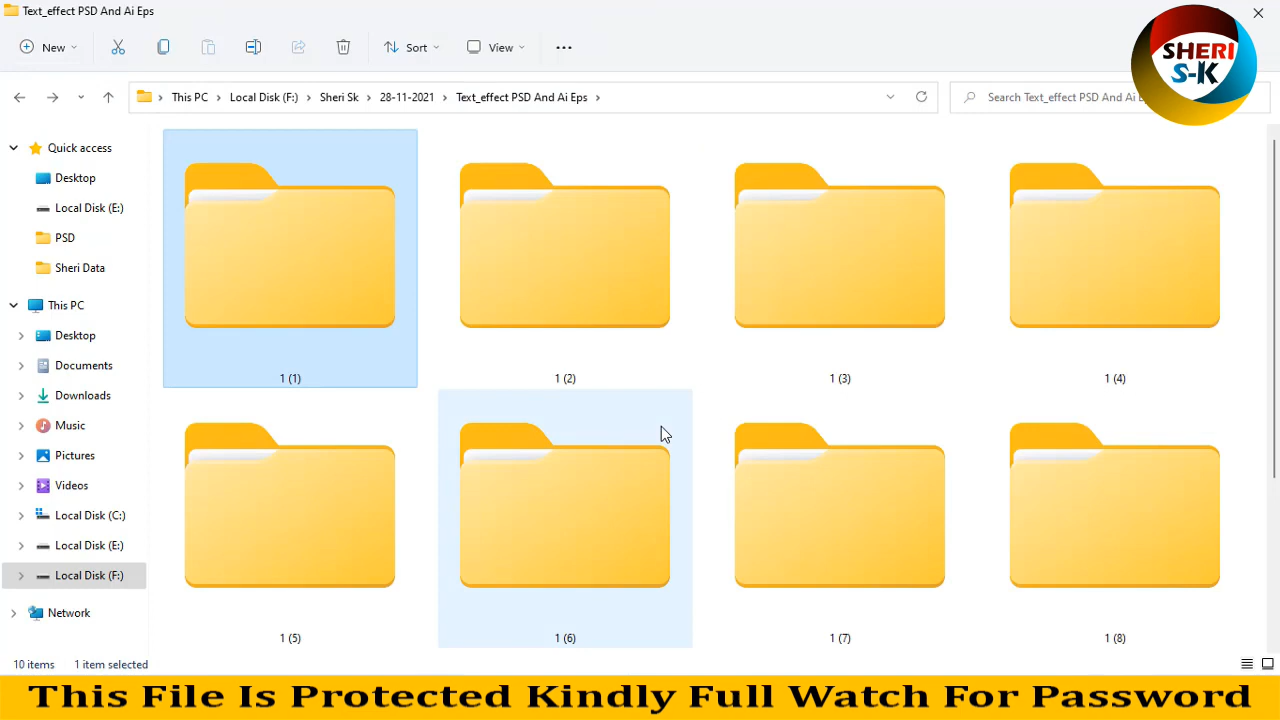 Text_effect PSD And Ai Eps
New
Sort
View
SHERI
S-K
This PC
Local Disk (F:)
Sheri Sk
28-11-2021
Text_effect PSD And Ai Eps
Search Text_effect PSD And Ai
Quick access
Desktop
Local Disk (E:)
PSD
Sheri Data
This PC
Desktop
Documents
Downloads
Music
Pictures
Videos
Local Disk (C:)
Local Disk (E:)
Local Disk (F:)
Network
1 (1)
1 (2)
1 (3)
1 (4)
1 (5)
1 (6)
1 (7)
1 (8)
10 items
1 item selected
This File Is Protected Kindly Full Watch For Password